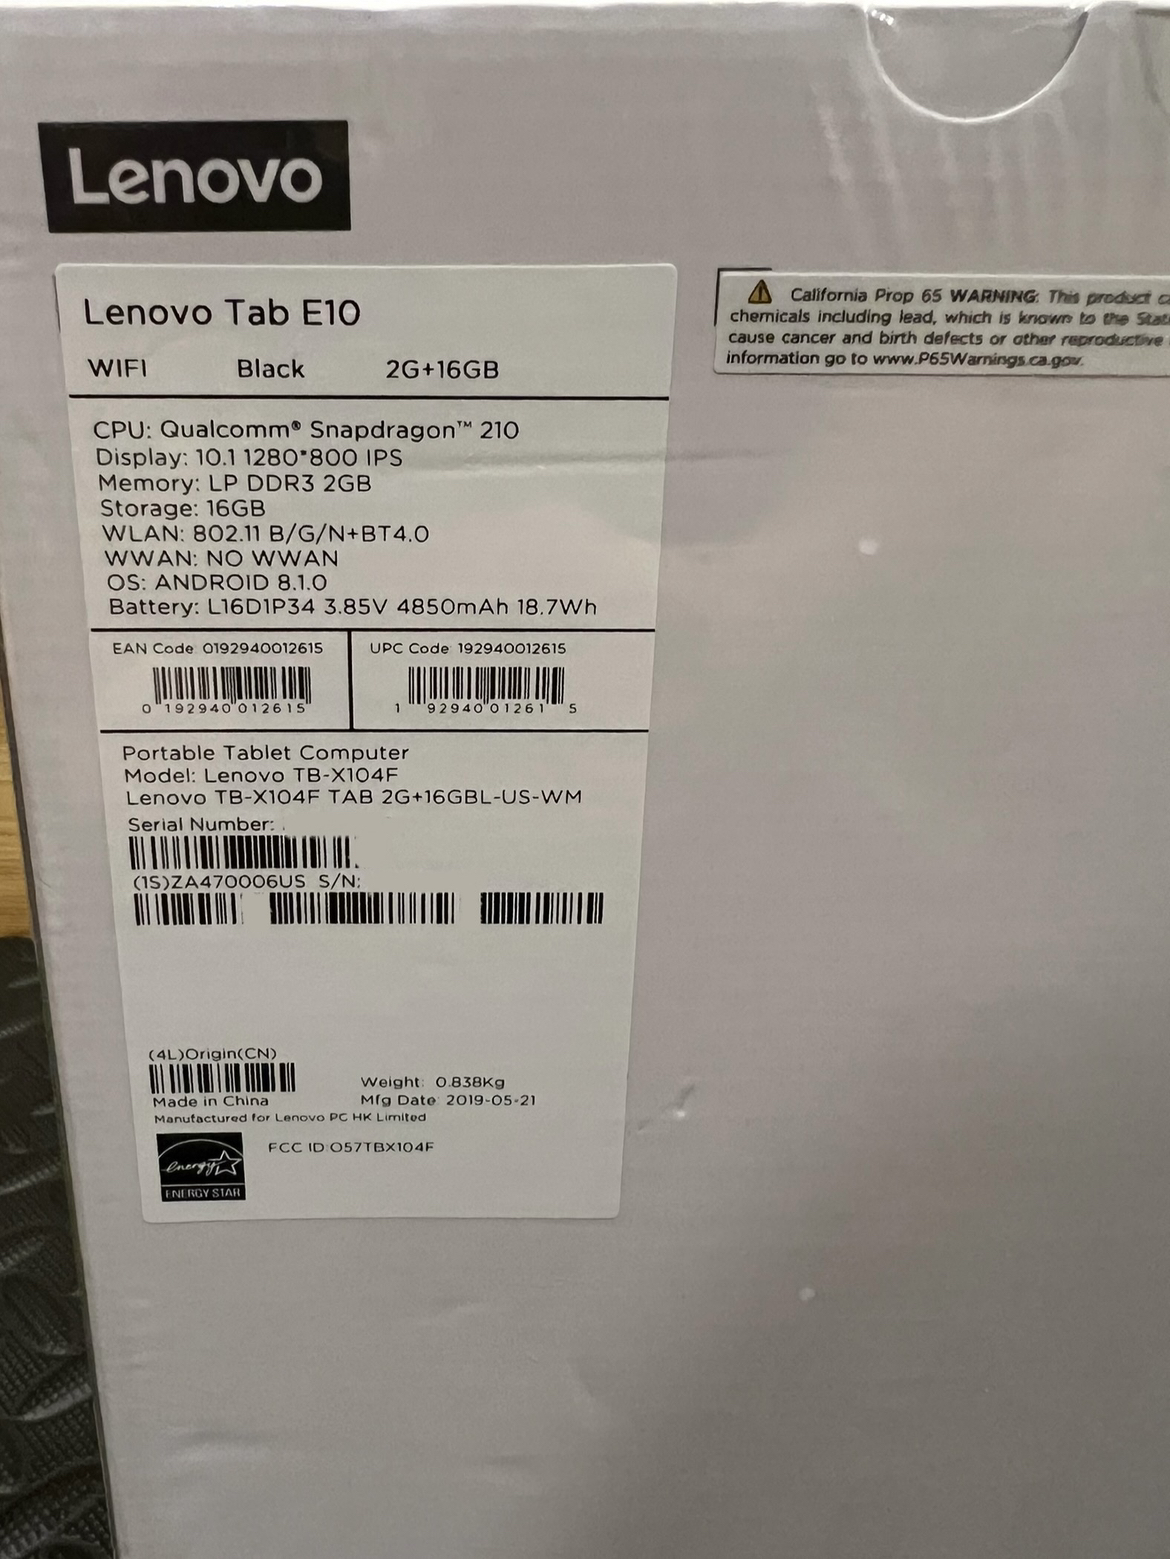 Lenovo
Lenovo Tab E10
WIFI Black 2G+16GB
CPU: Qualcomm® Snapdragon™ 210
Display: 10.1 1280*800 IPS
Memory: LP DDR3 2GB
Storage: 16GB
WLAN: 802.11 B/G/N+BT4.0
WWAN: NO WWAN
OS: ANDROID 8.1.0
Battery: L16D1P34 3.85V 4850mAh 18.7Wh
EAN Code 0192940012615 UPC Code 192940012615
0 192940 012615 1 92940 01261 5
Portable Tablet Computer
Model: Lenovo TB-X104F
Lenovo TB-X104F TAB 2G+16GBL-US-WM
Serial Number:
(1S)ZA470006US S/N:
(4L)Origin(CN)
Made in China
Weight: 0.838Kg
Mfg Date: 2019-05-21
Manufactured for Lenovo PC HK Limited
energy
ENERGY STAR
FCC ID:O57TBX104F
California Prop 65 WARNING: This product
chemicals including lead, which is known to the
cause cancer and birth defects or other reproductive
information go to www.P65Warnings.ca.gov.